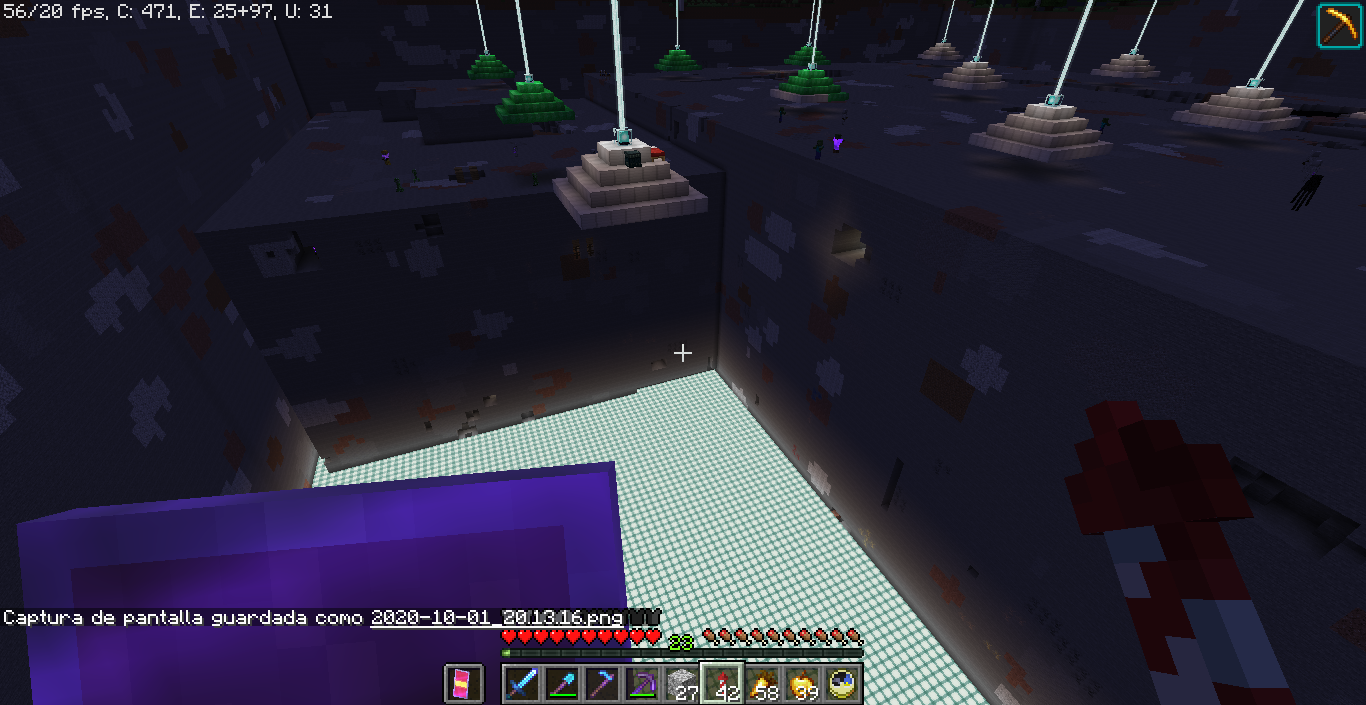 56/20 fps, C: 471, E: 25+97, U: 31
Captura de pantalla guardada como 2020-10-01_20.13.16.png
28
27 42 58 39